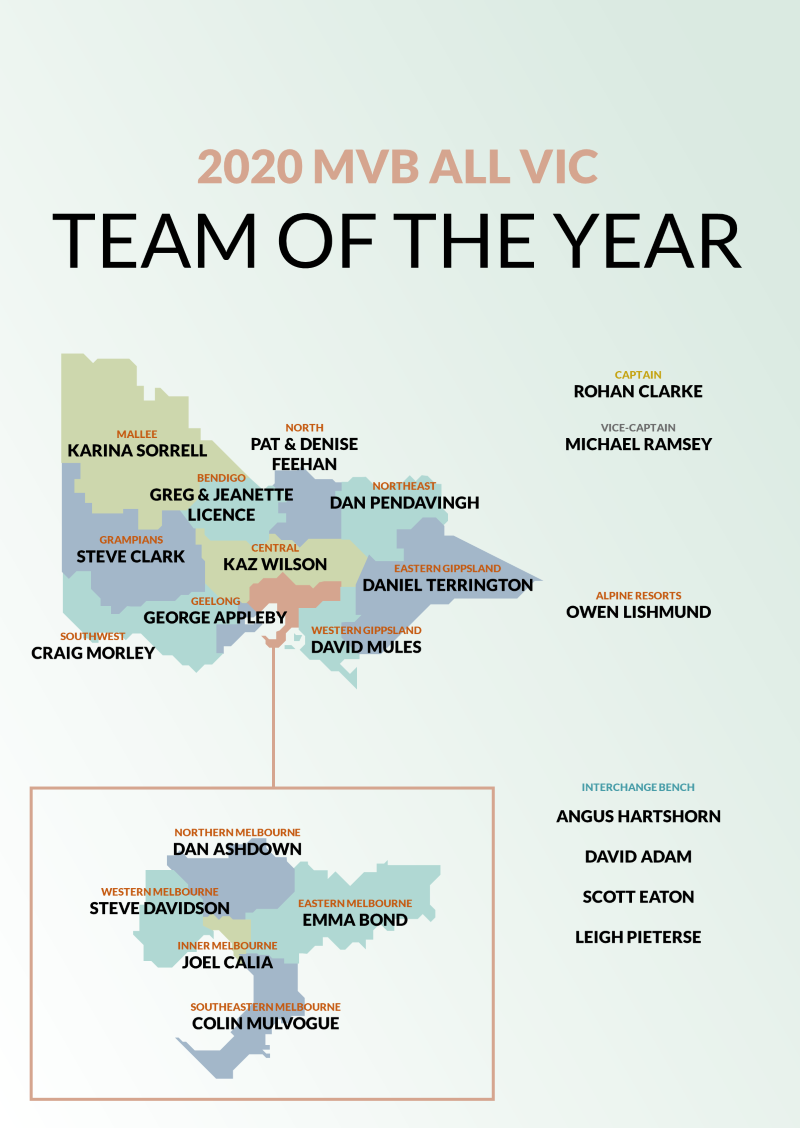 2020 MVB ALL VIC
TEAM OF THE YEAR
CAPTAIN
ROHAN CLARKE
VICE-CAPTAIN
MICHAEL RAMSEY
MALLEE
KARINA SORRELL
NORTH
PAT & DENISE
FEEHAN
BENDIGO
GREG & JEANETTE
LICENCE
NORTHEAST
DAN PENDAVINGH
GRAMPIANS
STEVE CLARK
CENTRAL
KAZ WILSON
EASTERN GIPPSLAND
DANIEL TERRINGTON
GEELONG
GEORGE APPLEBY
ALPINE RESORTS
OWEN LISHMUND
SOUTHWEST
CRAIG MORLEY
WESTERN GIPPSLAND
DAVID MULES
NORTHERN MELBOURNE
DAN ASHDOWN
WESTERN MELBOURNE
STEVE DAVIDSON
EASTERN MELBOURNE
EMMA BOND
INNER MELBOURNE
JOEL CALIA
SOUTHEASTERN MELBOURNE
COLIN MULVOGUE
INTERCHANGE BENCH
ANGUS HARTSHORN
DAVID ADAM
SCOTT EATON
LEIGH PIETERSE